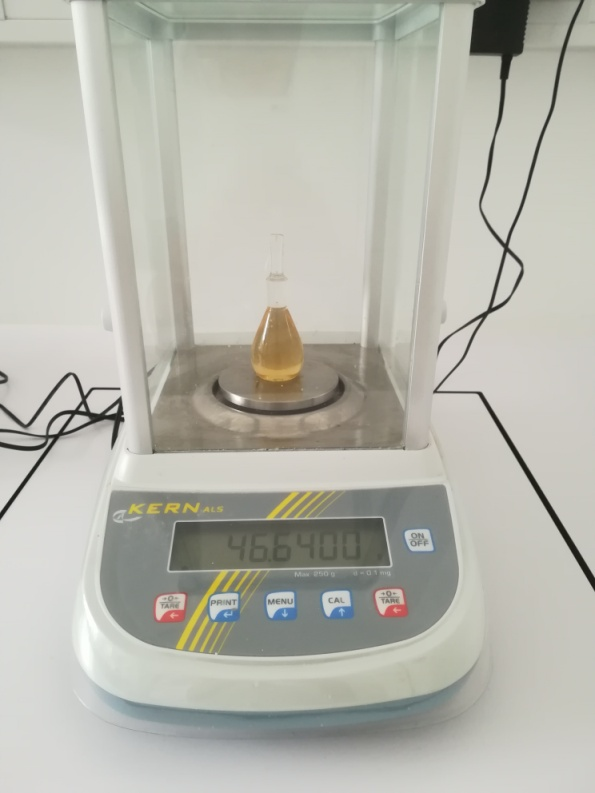 KERN ALS
46.6400
Max 250 g d = 0.1 mg
ON
OFF
→0←
TARE
PRINT
MENU
CAL
→0←
TARE